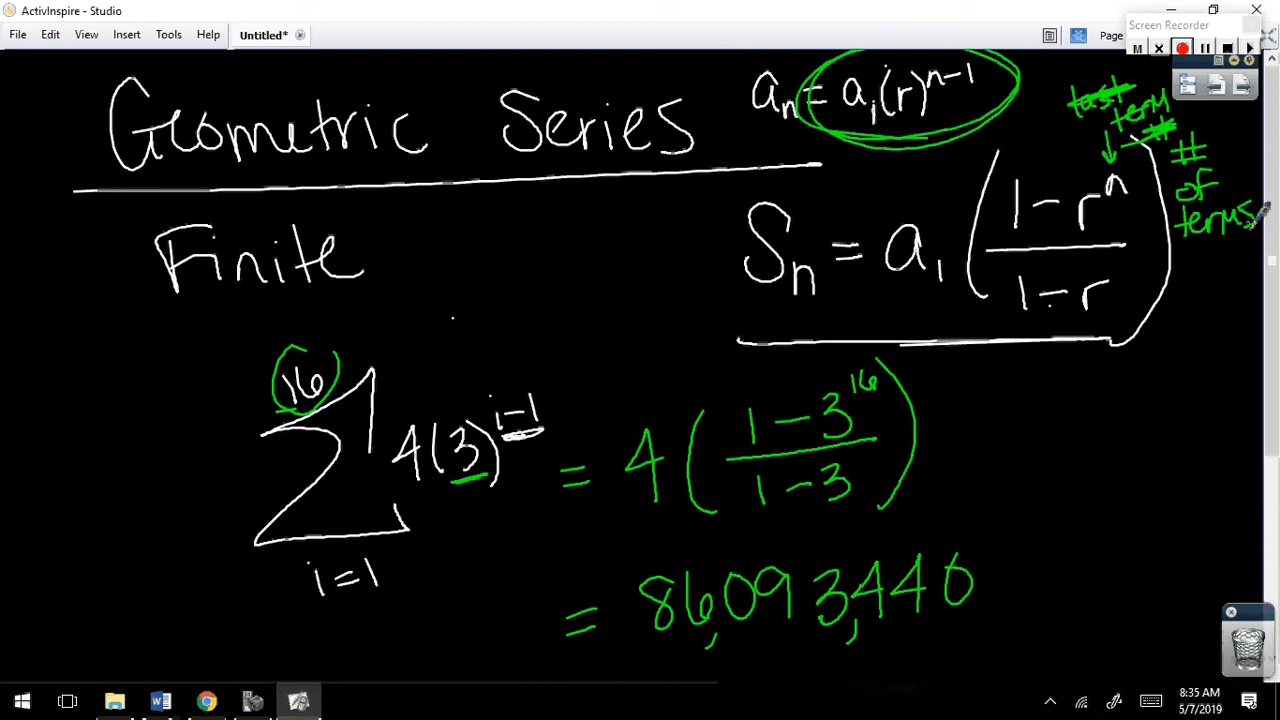 ActivInspire - Studio
Screen Recorder
File Edit View Insert Tools Help Untitled* Page
M
Geometric Series
aₙ = a₁(r)ⁿ⁻¹
last
term
#
#
of
terms
Finite
Sₙ = a₁ (1 - rⁿ / 1 - r)
16
Σ 4(3)ⁱ⁻¹ = 4 (1 - 3¹⁶ / 1 - 3)
i = 1
= 86,093,440
8:35 AM
5/7/2019